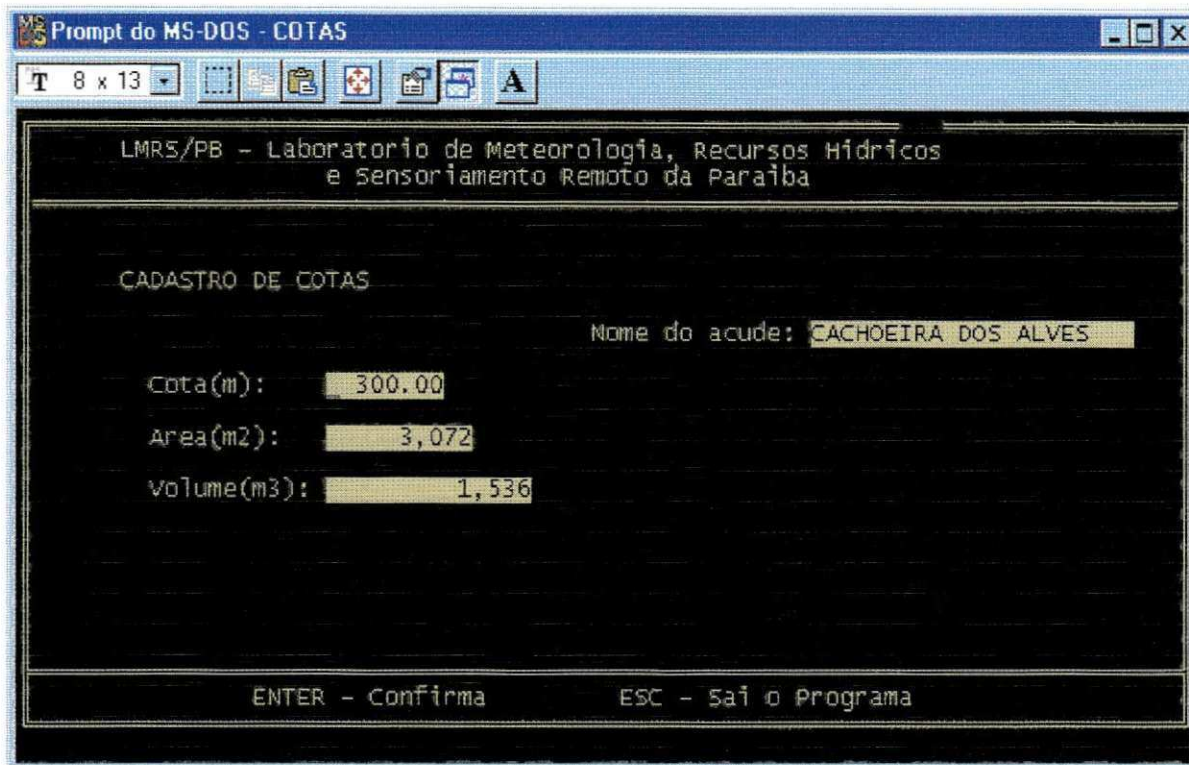 Prompt do MS-DOS - COTAS
8 x 13
A
LMRS/PB - Laboratorio de Meteorologia, Recursos Hidricos
e Sensoriamento Remoto da Paraiba
CADASTRO DE COTAS
Nome do acude: CACHOEIRA DOS ALVES
Cota(m): 300.00
Area(m2): 3,072
Volume(m3): 1,536
ENTER - Confirma ESC - Sai o Programa